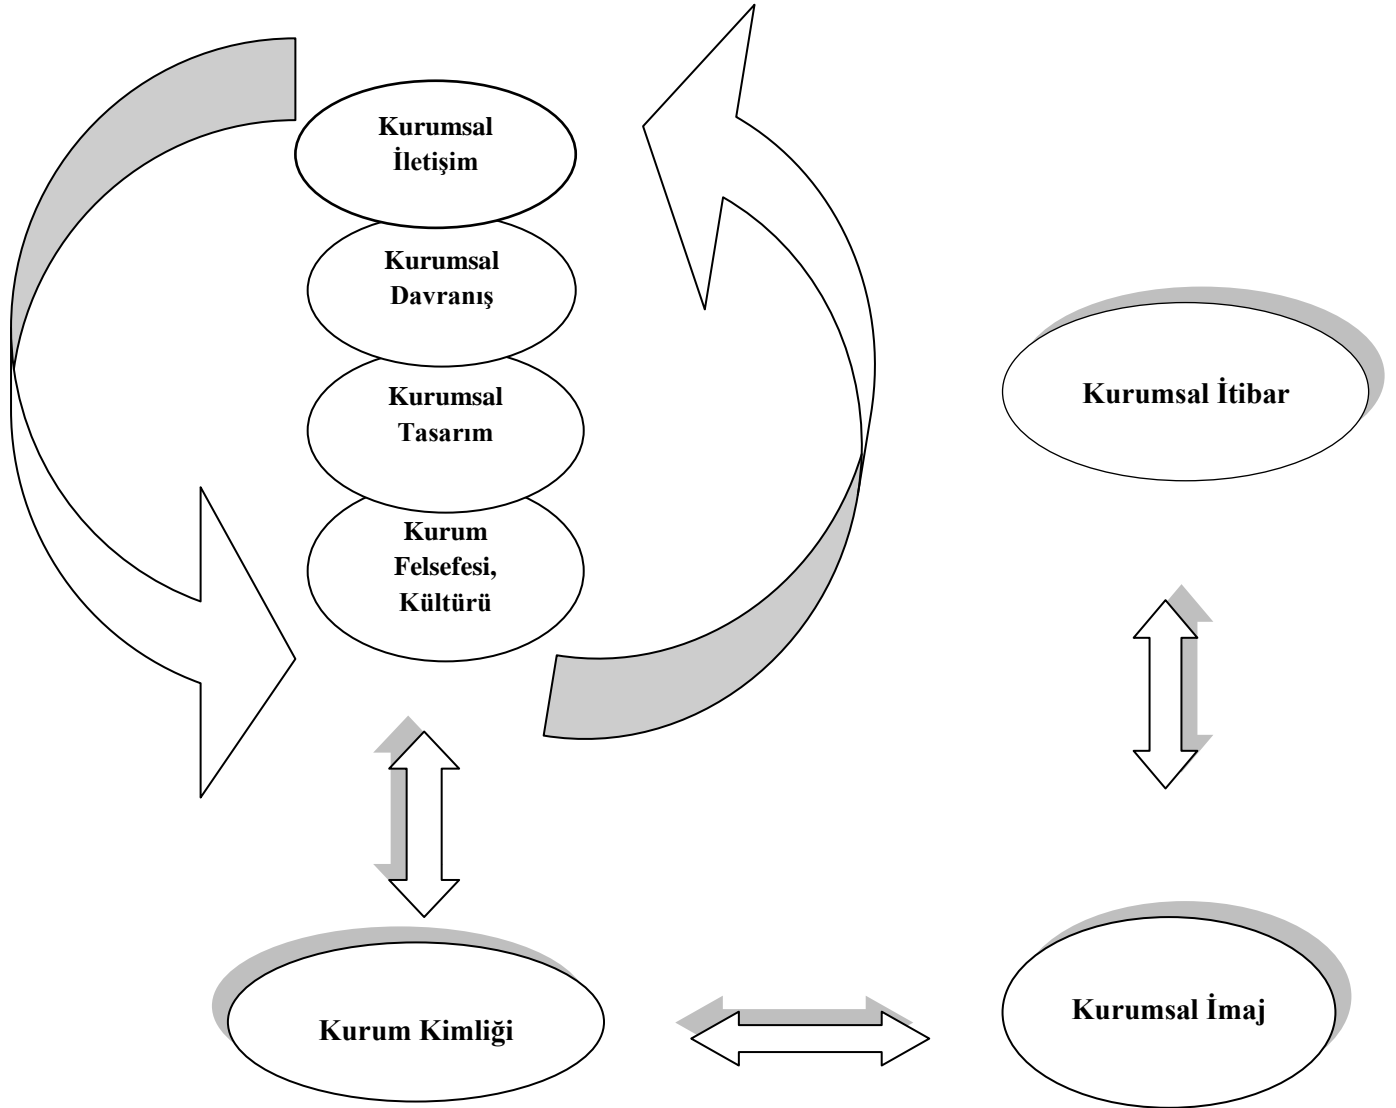 Kurumsal
İletişim
Kurumsal
Davranış
Kurumsal
Tasarım
Kurum
Felsefesi,
Kültürü
Kurumsal İtibar
Kurum Kimliği
Kurumsal İmaj